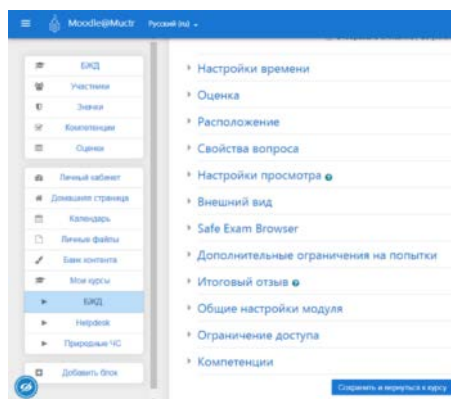 Moodle@Muctr Русский (ru)
БЖД
Участники
Значки
Компетенции
Оценки
Личный кабинет
Домашняя страница
Календарь
Личные файлы
Банк контента
Мои курсы
БЖД
Helpdesk
Природные ЧС
Добавить блок
Настройки времени
Оценка
Расположение
Свойства вопроса
Настройки просмотра
Внешний вид
Safe Exam Browser
Дополнительные ограничения на попытки
Итоговый отзыв
Общие настройки модуля
Ограничение доступа
Компетенции
Сохранить и вернуться к курсу